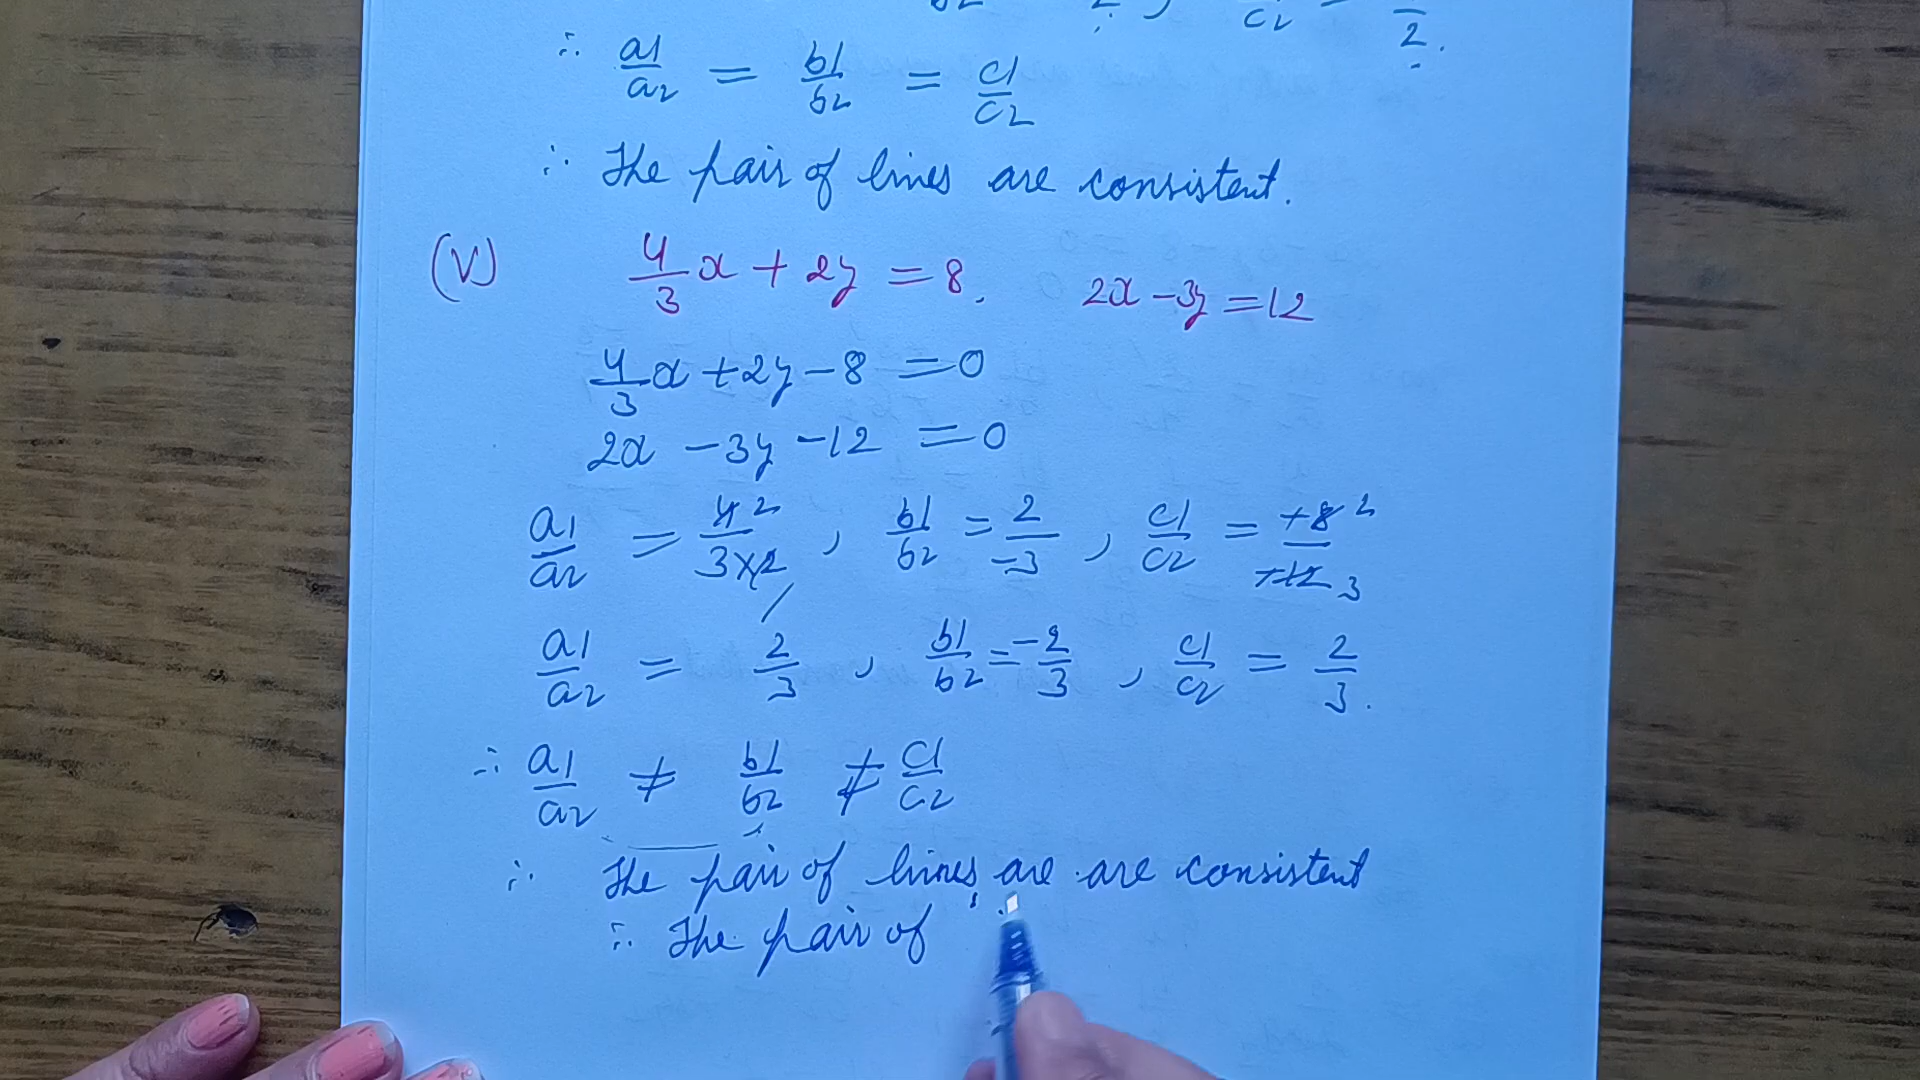 ∴ a1/a2 = b1/b2 = c1/c2
∴ The pair of lines are consistent.
(V) 4/3 x + 2y = 8. 2x - 3y = 12
4/3 x + 2y - 8 = 0
2x - 3y - 12 = 0
a1/a2 = 4 2/3×2 , b1/b2 = 2/-3 , c1/c2 = +8 2/+12 3
a1/a2 = 2/3 , b1/b2 = -2/3 , c1/c2 = 2/3.
∴ a1/a2 ≠ b1/b2 ≠ c1/c2
∴ The pair of lines are are consistent
∴ The pair of